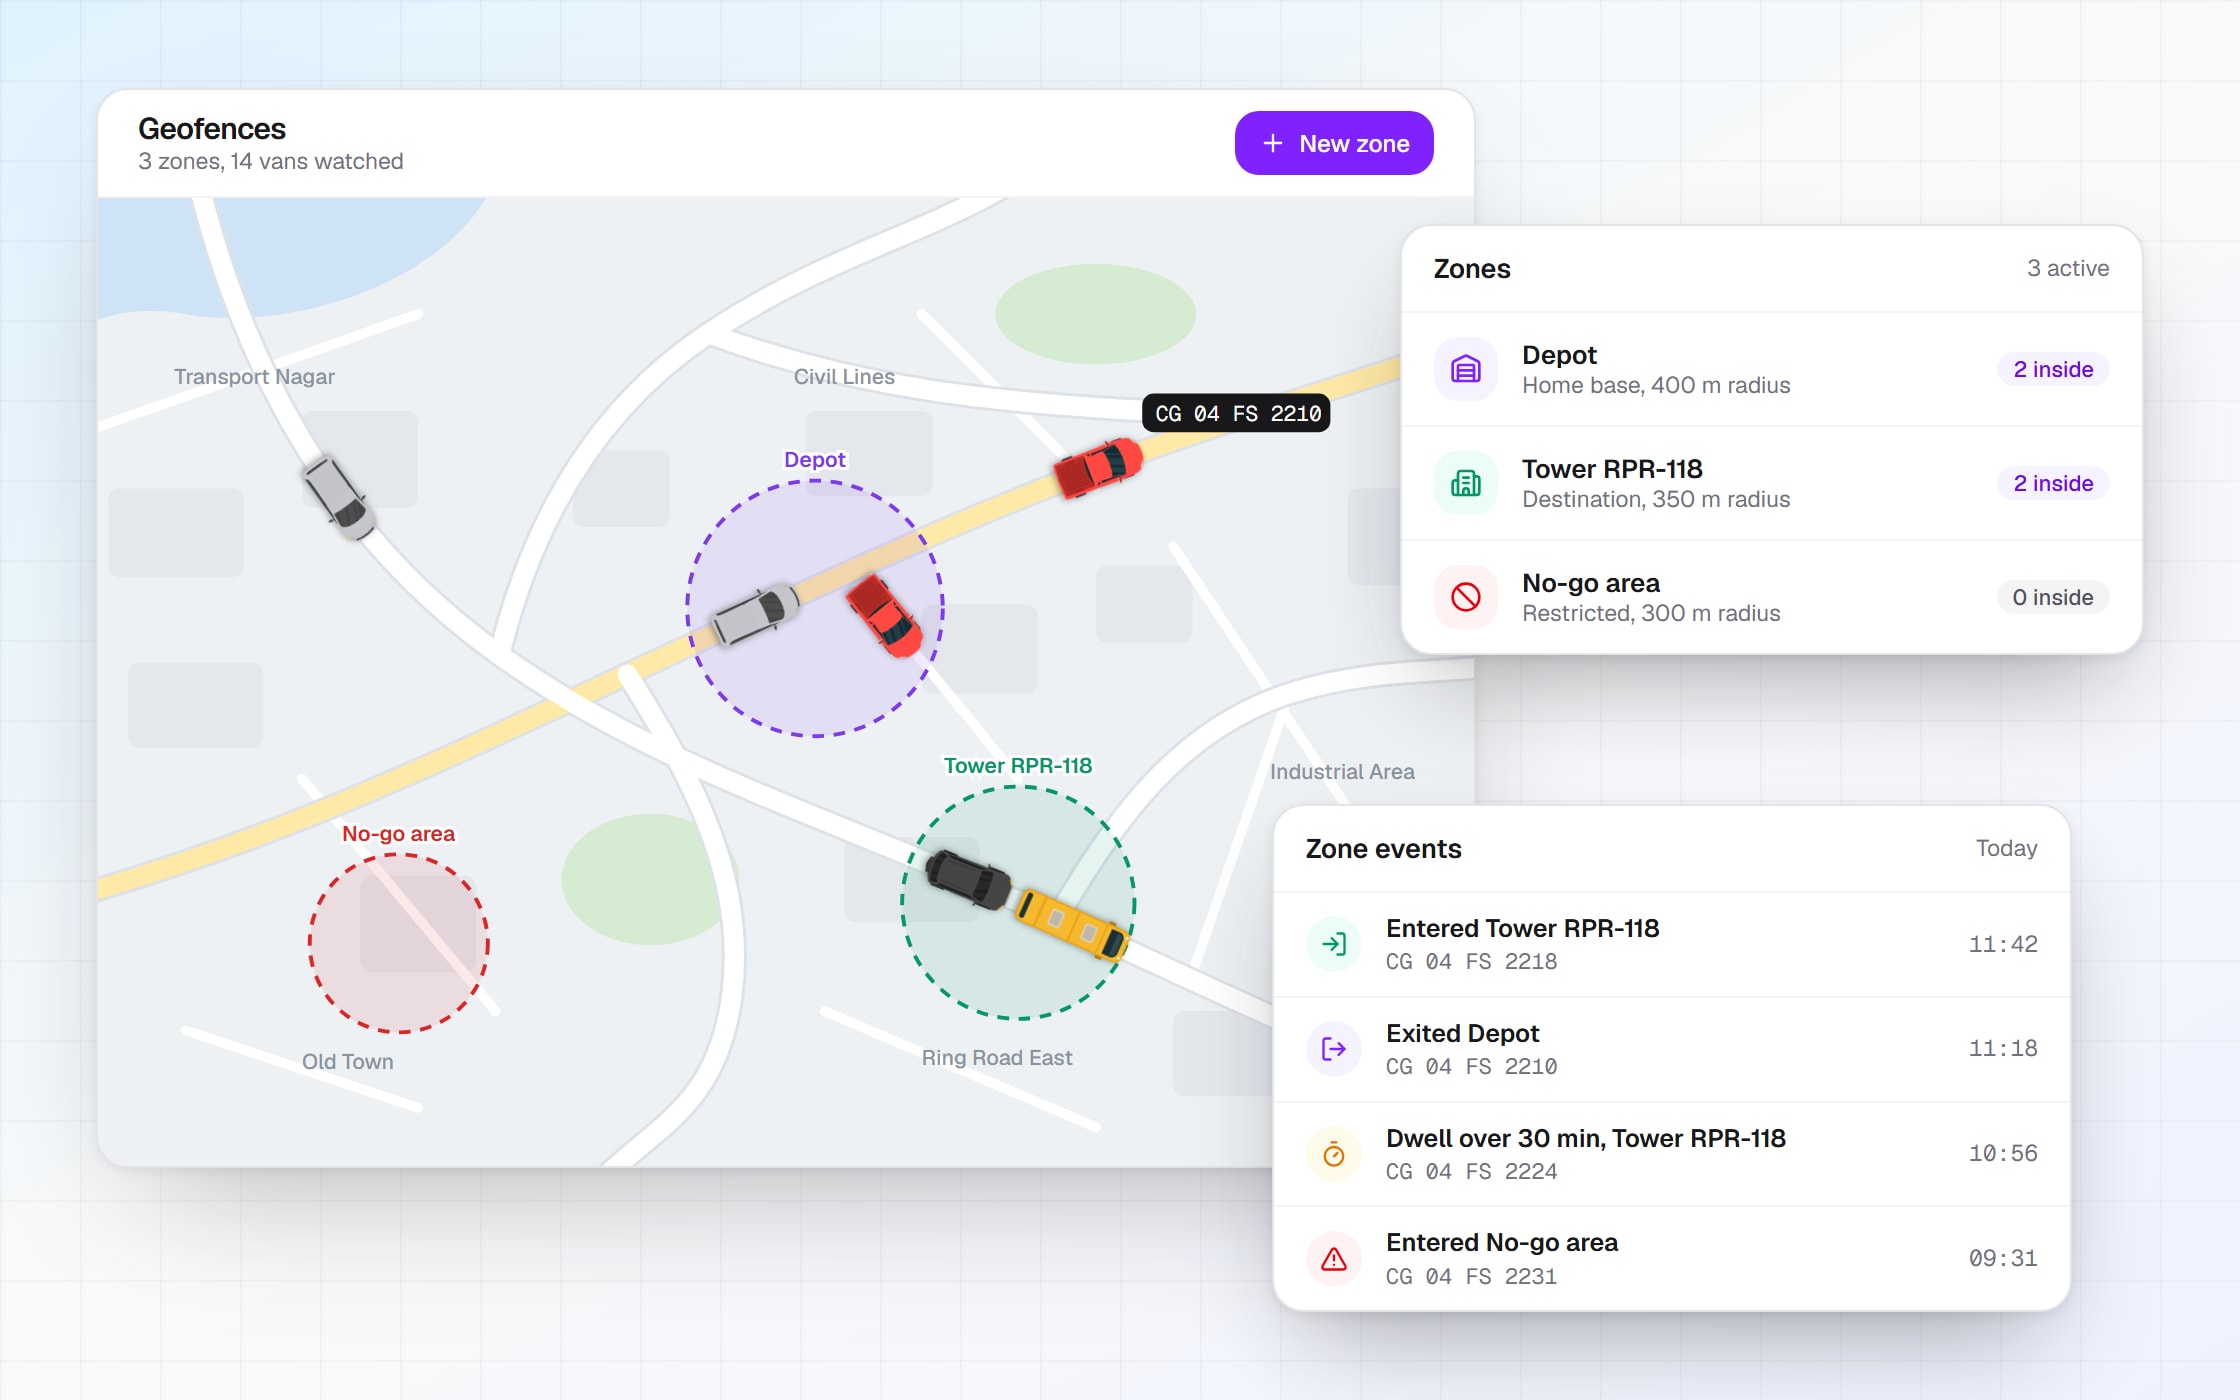 Geofences
3 zones, 14 vans watched
+ New zone
Transport Nagar
Civil Lines
CG 04 FS 2210
Depot
Tower RPR-118
Industrial Area
No-go area
Old Town
Ring Road East
Zones
3 active
Depot
Home base, 400 m radius
2 inside
Tower RPR-118
Destination, 350 m radius
2 inside
No-go area
Restricted, 300 m radius
0 inside
Zone events
Today
Entered Tower RPR-118
CG 04 FS 2218
11:42
Exited Depot
CG 04 FS 2210
11:18
Dwell over 30 min, Tower RPR-118
CG 04 FS 2224
10:56
Entered No-go area
CG 04 FS 2231
09:31